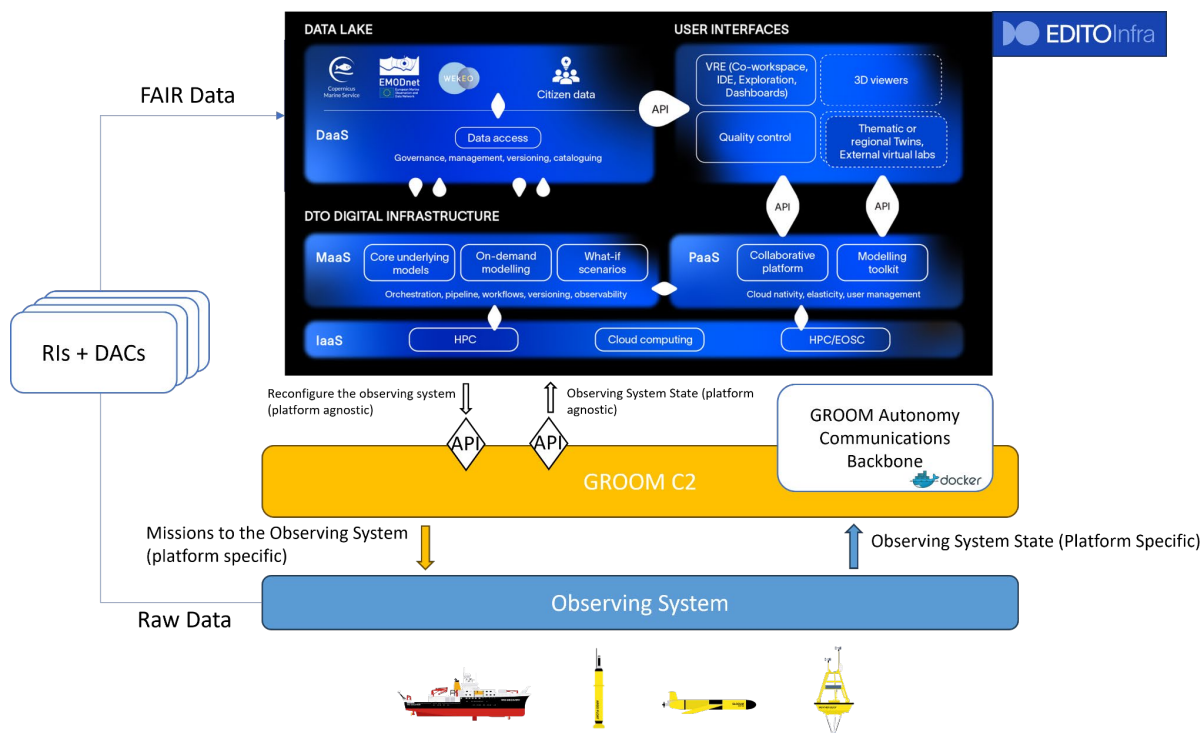 DATA LAKE
USER INTERFACES
EDITOInfra
Copernicus
Marine Service
EMODnet
WEkEO
Citizen data
VRE (Co-workspace,
IDE, Exploration,
Dashboards)
3D viewers
FAIR Data
API
DaaS
Data access
Governance, management, versioning, cataloguing
Quality control
Thematic or
regional Twins,
External virtual labs
API
API
DTO DIGITAL INFRASTRUCTURE
MaaS
Core underlying
models
On-demand
modelling
What-if
scenarios
Orchestration, pipeline, workflows, versioning, observability
PaaS
Collaborative
platform
Modelling
toolkit
Cloud nativity, elasticity, user management
IaaS
HPC
Cloud computing
HPC/EOSC
RIs + DACs
Reconfigure the observing system
(platform agnostic)
Observing System State (platform
agnostic)
API
API
GROOM Autonomy
Communications
Backbone
docker
GROOM C2
Missions to the Observing System
(platform specific)
Observing System State (Platform Specific)
Observing System
Raw Data